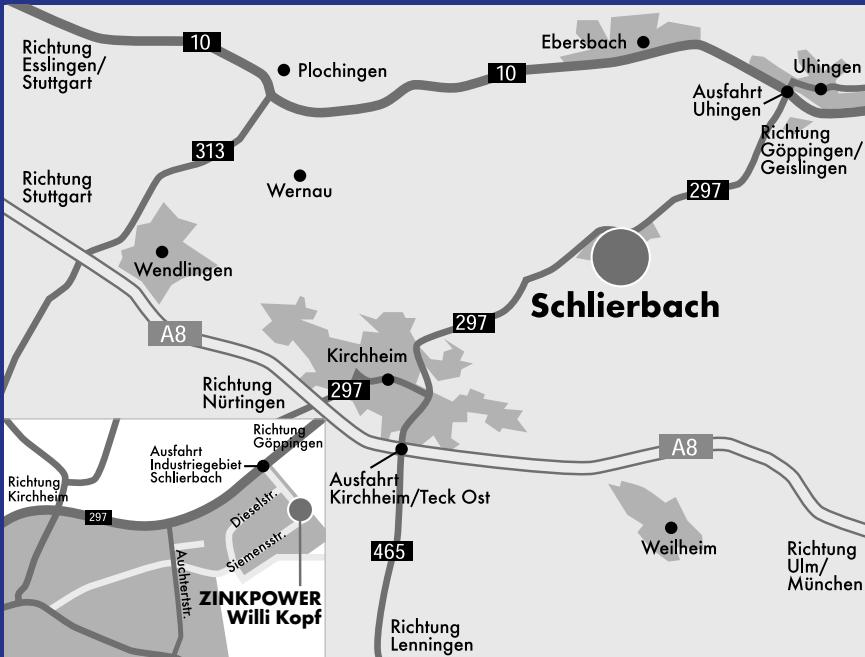 Richtung
Esslingen/
Stuttgart
10
Plochingen
10
Ebersbach
Uhingen
Ausfahrt
Uhingen
Richtung
Göppingen/
Geislingen
313
Richtung
Stuttgart
Wernau
297
Wendlingen
Schlierbach
A8
297
Kirchheim
297
Richtung
Nürtingen
A8
Ausfahrt
Kirchheim/Teck Ost
465
Weilheim
Richtung
Ulm/
München
Richtung
Lenningen
Richtung
Göppingen
Ausfahrt
Industriegebiet
Schlierbach
Richtung
Kirchheim
297
Dieselstr.
Siemensstr.
Auchtertstr.
ZINKPOWER
Willi Kopf